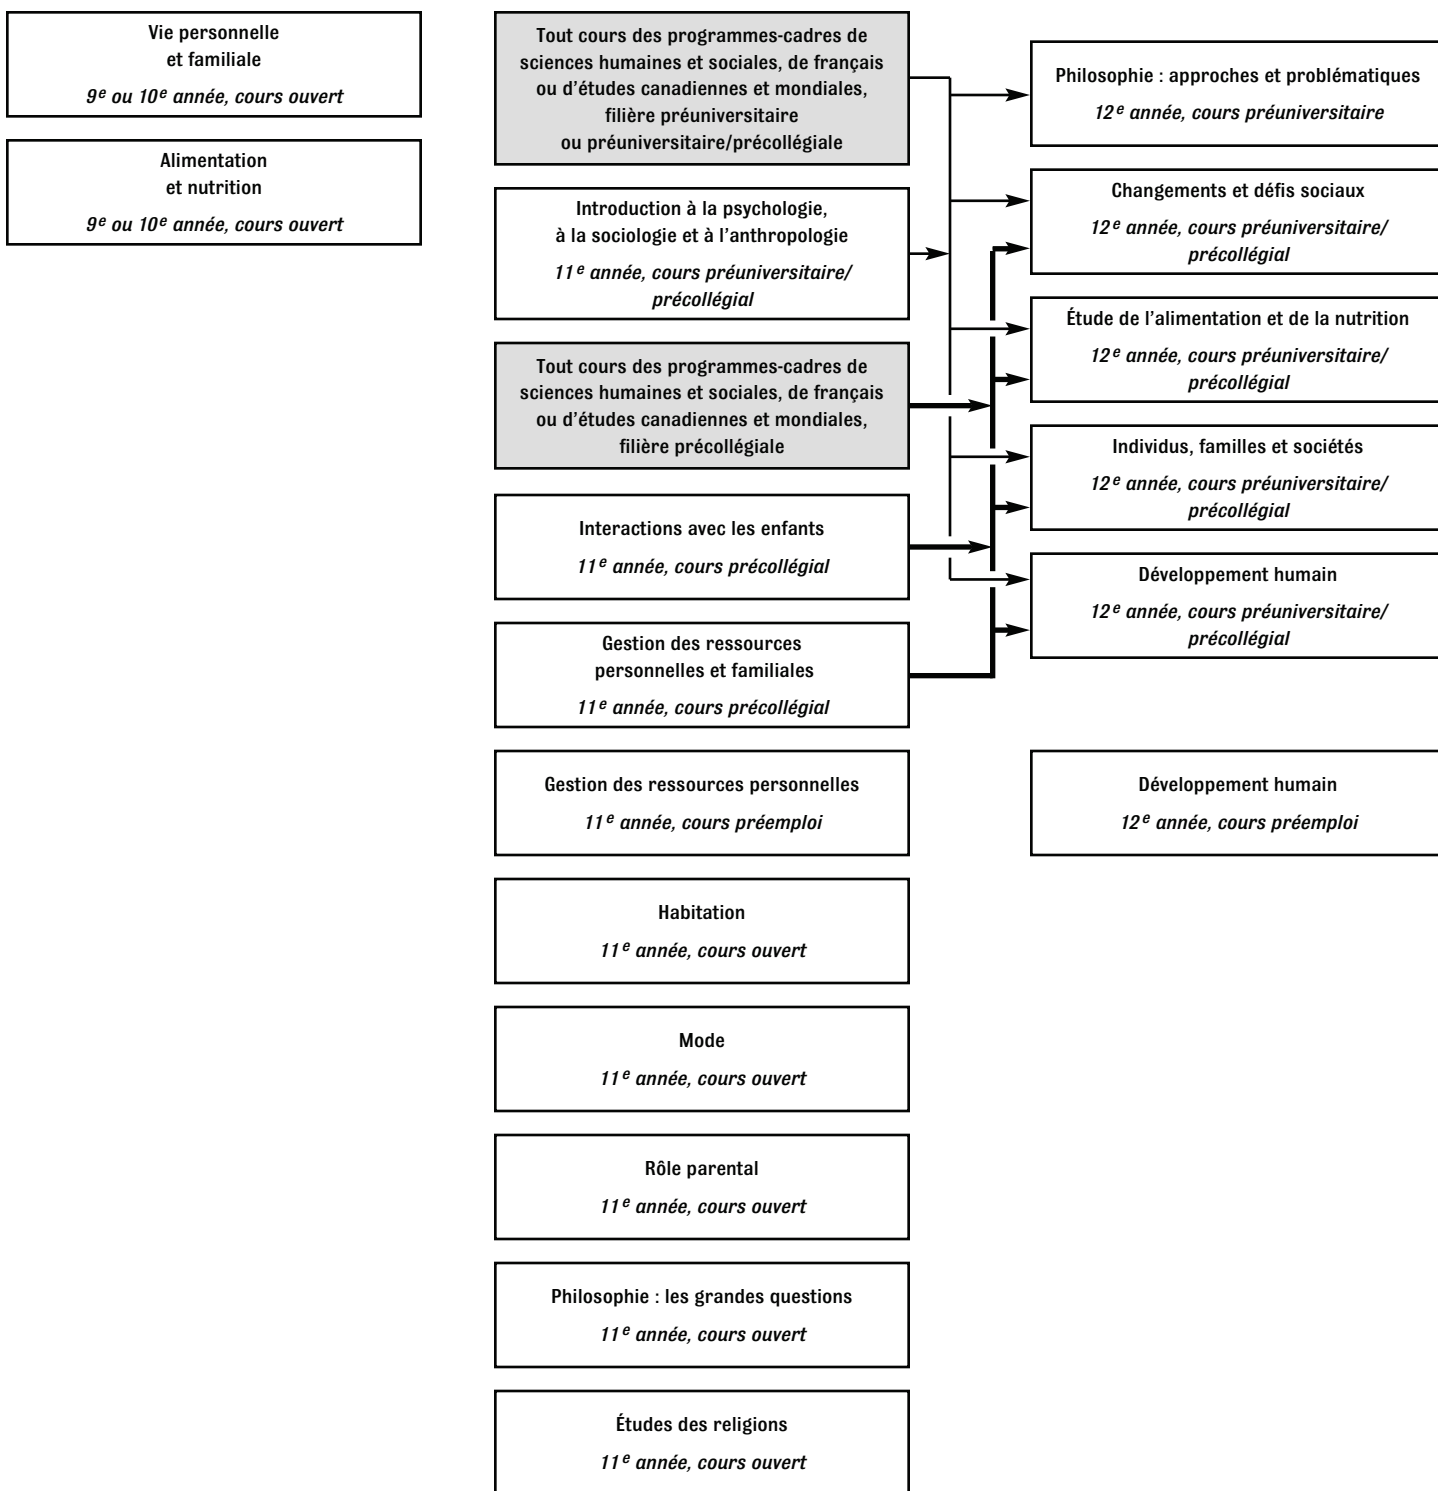 Vie personnelle
et familiale
9e ou 10e année, cours ouvert
Alimentation
et nutrition
9e ou 10e année, cours ouvert
Tout cours des programmes-cadres de
sciences humaines et sociales, de français
ou d’études canadiennes et mondiales,
filière préuniversitaire
ou préuniversitaire/précollégiale
Introduction à la psychologie,
à la sociologie et à l’anthropologie
11e année, cours préuniversitaire/
précollégial
Tout cours des programmes-cadres de
sciences humaines et sociales, de français
ou d’études canadiennes et mondiales,
filière précollégiale
Interactions avec les enfants
11e année, cours précollégial
Gestion des ressources
personnelles et familiales
11e année, cours précollégial
Gestion des ressources personnelles
11e année, cours préemploi
Habitation
11e année, cours ouvert
Mode
11e année, cours ouvert
Rôle parental
11e année, cours ouvert
Philosophie : les grandes questions
11e année, cours ouvert
Études des religions
11e année, cours ouvert
Philosophie : approches et problématiques
12e année, cours préuniversitaire
Changements et défis sociaux
12e année, cours préuniversitaire/
précollégial
Étude de l’alimentation et de la nutrition
12e année, cours préuniversitaire/
précollégial
Individus, familles et sociétés
12e année, cours préuniversitaire/
précollégial
Développement humain
12e année, cours préuniversitaire/
précollégial
Développement humain
12e année, cours préemploi